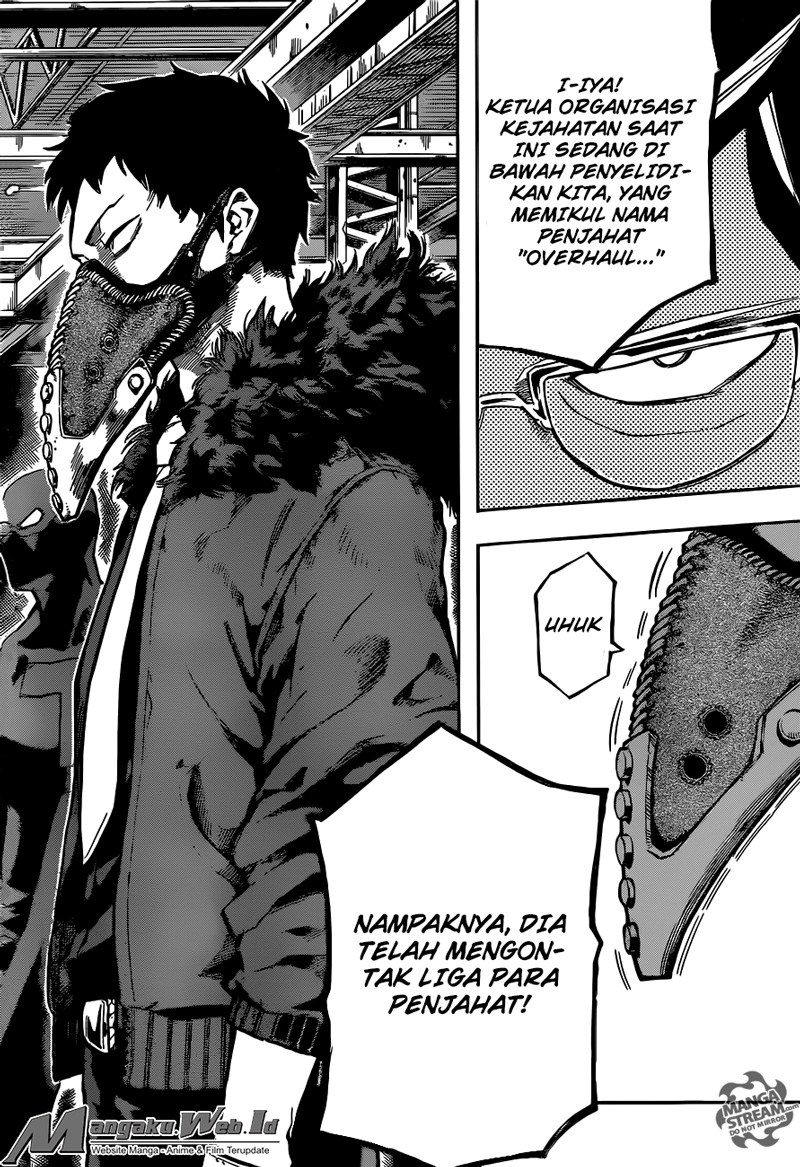 I-IYA!
KETUA ORGANISASI
KEJAHATAN SAAT
INI SEDANG DI
BAWAH PENYELIDI-
KAN KITA, YANG
MEMIKUL NAMA
PENJAHAT
"OVERHAUL..."
UHUK
NAMPAKNYA, DIA
TELAH MENGON-
TAK LIGA PARA
PENJAHAT!
Mangaku.Web.Id
Website Manga - Anime & Film Terupdate
MANGA
STREAM.COM
DO NOT MIRROR